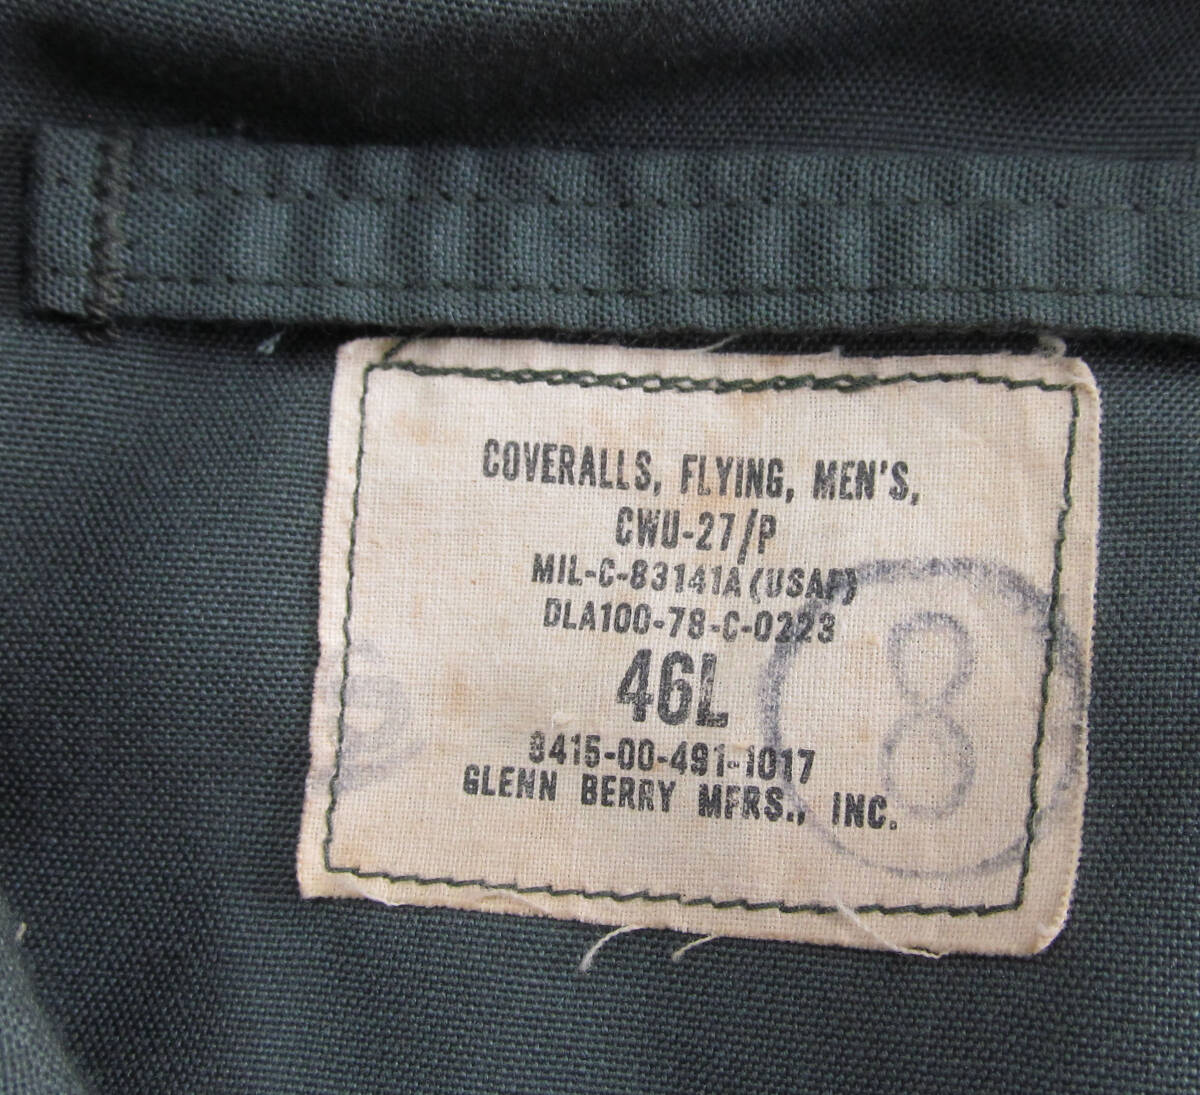 COVERALLS, FLYING, MEN'S,
CWU-27/P
MIL-C-83141A (USAF)
DLA100-78-C-0223
46L
8415-00-491-1017
GLENN BERRY MFRS., INC.
8